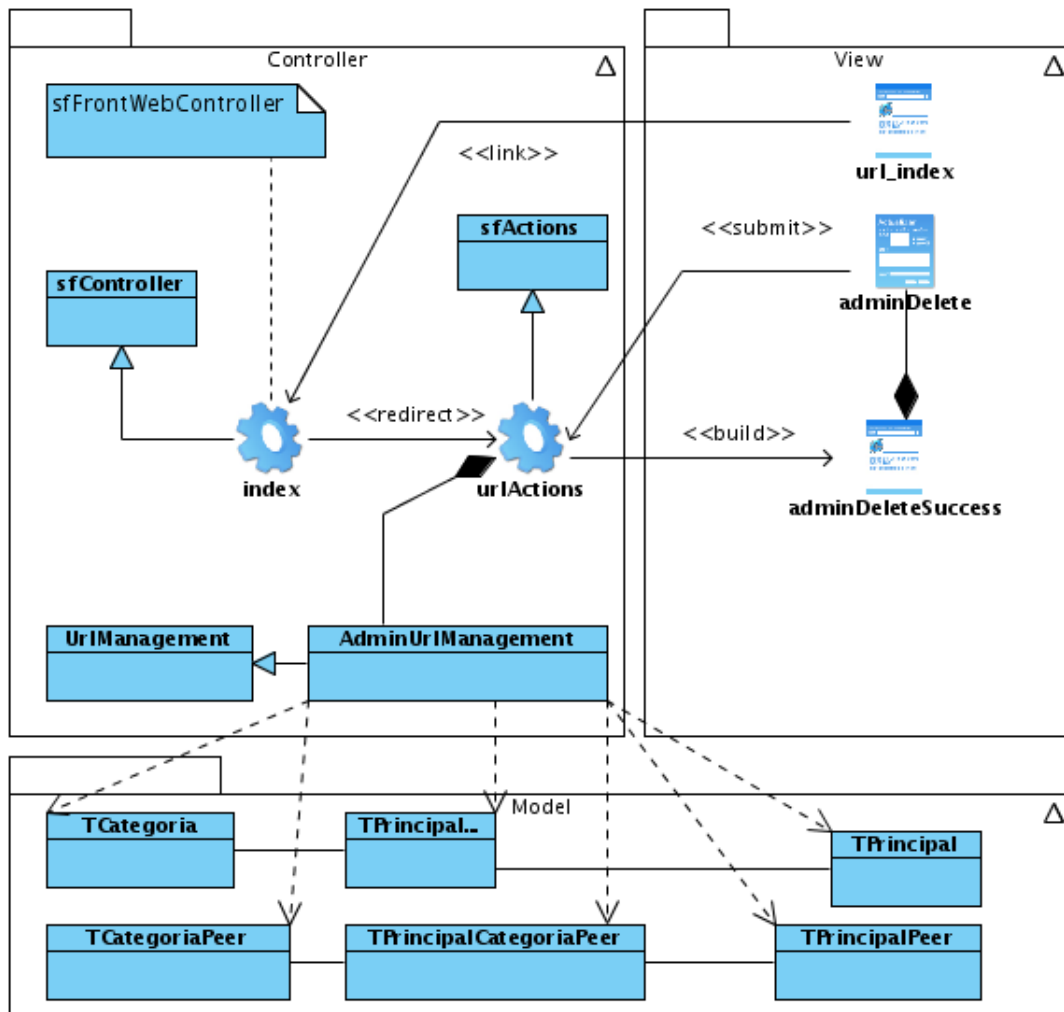 Controller
View
sfFrontWebController
<<link>>
url_index
sfActions
<<submit>>
sfController
adminDelete
<<redirect>>
<<build>>
index
urlActions
adminDeleteSuccess
UrlManagement
AdminUrlManagement
Model
TCategoria
TPrincipal...
TPrincipal
TCategoriaPeer
TPrincipalCategoriaPeer
TPrincipalPeer